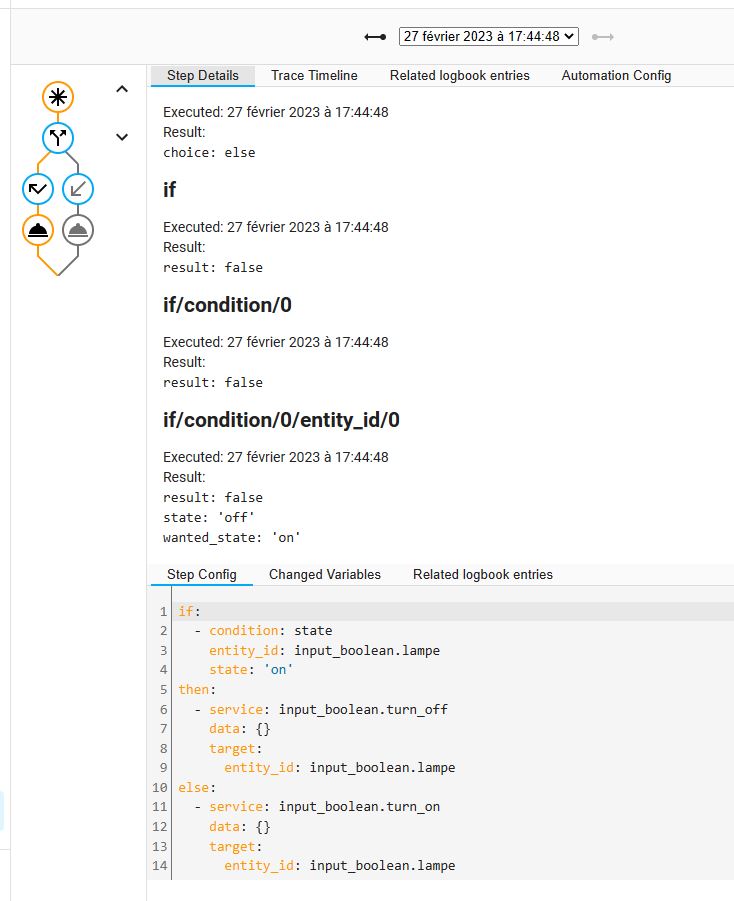 27 février 2023 à 17:44:48
Step Details Trace Timeline Related logbook entries Automation Config
Executed: 27 février 2023 à 17:44:48
Result:
choice: else
if
Executed: 27 février 2023 à 17:44:48
Result:
result: false
if/condition/0
Executed: 27 février 2023 à 17:44:48
Result:
result: false
if/condition/0/entity_id/0
Executed: 27 février 2023 à 17:44:48
Result:
result: false
state: 'off'
wanted_state: 'on'
Step Config Changed Variables Related logbook entries
1 if:
2   - condition: state
3     entity_id: input_boolean.lampe
4     state: 'on'
5 then:
6   - service: input_boolean.turn_off
7     data: {}
8     target:
9       entity_id: input_boolean.lampe
10 else:
11   - service: input_boolean.turn_on
12     data: {}
13     target:
14       entity_id: input_boolean.lampe